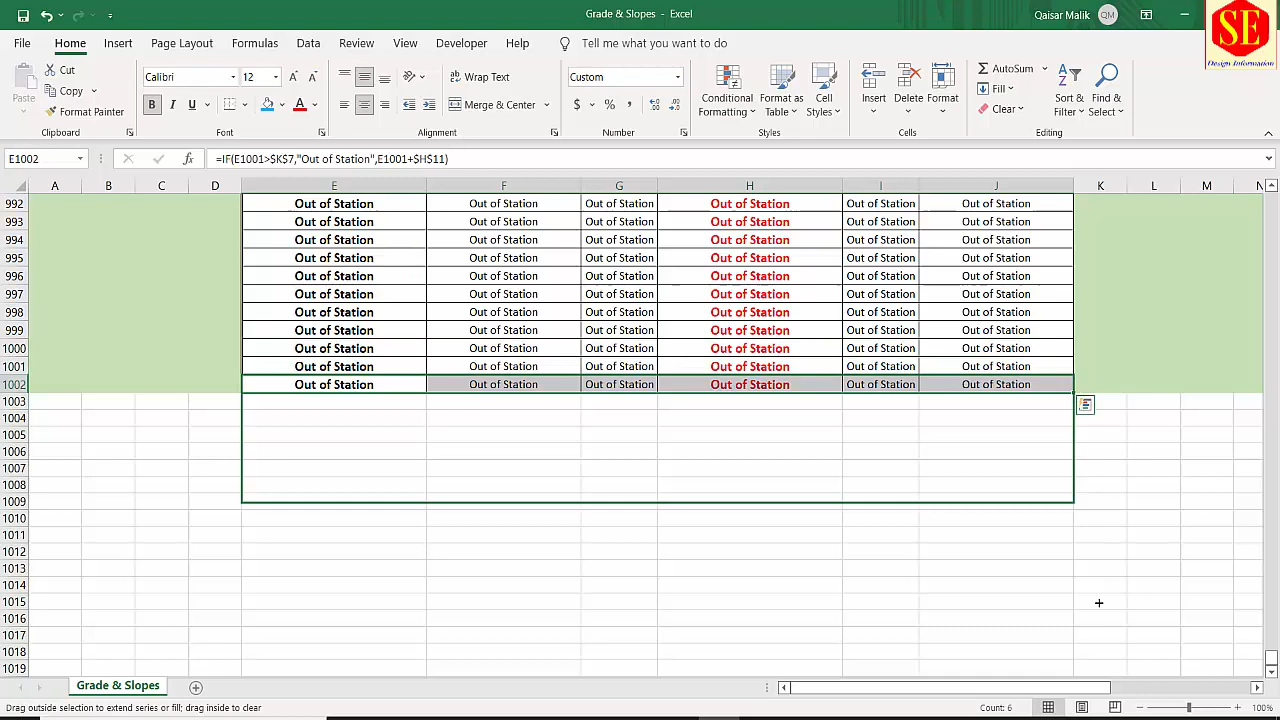 Grade & Slopes - Excel
Qaisar Malik QM
SE
Design Information
File Home Insert Page Layout Formulas Data Review View Developer Help Tell me what you want to do
Paste
Cut
Copy
Format Painter
Clipboard
Calibri 12
B I U
Font
Wrap Text
Merge & Center
Alignment
Custom
$ % ,
Number
Conditional Formatting
Format as Table
Cell Styles
Styles
Insert Delete Format
Cells
AutoSum
Fill
Clear
Sort & Filter
Find & Select
Editing
E1002 fx =IF(E1001>$K$7,"Out of Station",E1001+$H$11)
A B C D E F G H I J K L M N
992 Out of Station Out of Station Out of Station Out of Station Out of Station Out of Station
993 Out of Station Out of Station Out of Station Out of Station Out of Station Out of Station
994 Out of Station Out of Station Out of Station Out of Station Out of Station Out of Station
995 Out of Station Out of Station Out of Station Out of Station Out of Station Out of Station
996 Out of Station Out of Station Out of Station Out of Station Out of Station Out of Station
997 Out of Station Out of Station Out of Station Out of Station Out of Station Out of Station
998 Out of Station Out of Station Out of Station Out of Station Out of Station Out of Station
999 Out of Station Out of Station Out of Station Out of Station Out of Station Out of Station
1000 Out of Station Out of Station Out of Station Out of Station Out of Station Out of Station
1001 Out of Station Out of Station Out of Station Out of Station Out of Station Out of Station
1002 Out of Station Out of Station Out of Station Out of Station Out of Station Out of Station
1003
1004
1005
1006
1007
1008
1009
1010
1011
1012
1013
1014
1015
1016
1017
1018
1019
Grade & Slopes
Drag outside selection to extend series or fill; drag inside to clear
Count: 6
100%